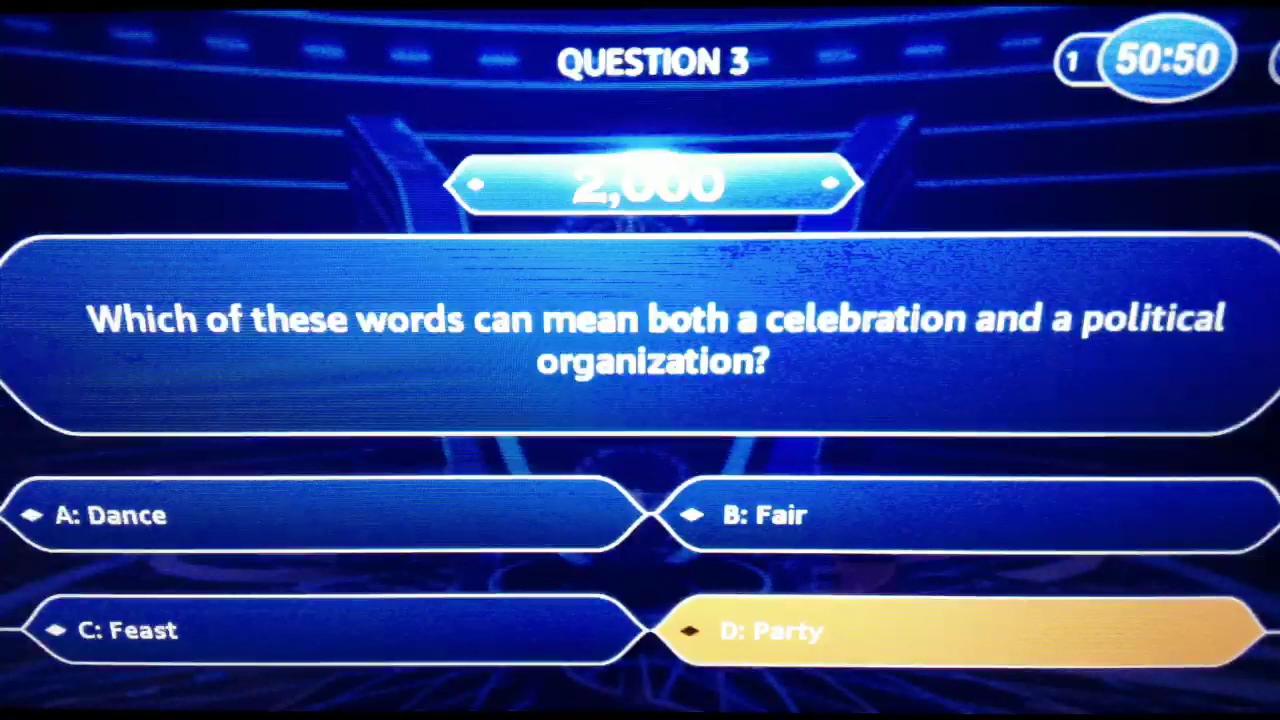 QUESTION 3
1 50:50
2,000
Which of these words can mean both a celebration and a political
organization?
A: Dance
B: Fair
C: Feast
D: Party